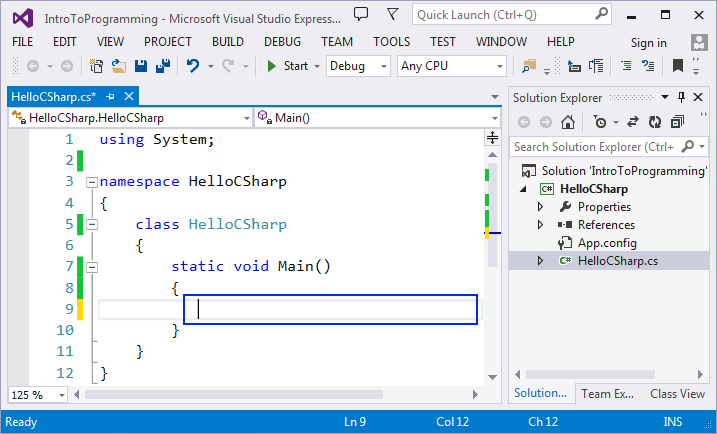 IntroToProgramming - Microsoft Visual Studio Express...
Quick Launch (Ctrl+Q)
FILE EDIT VIEW PROJECT BUILD DEBUG TEAM TOOLS TEST WINDOW HELP Sign in
Start Debug Any CPU
HelloCSharp.cs*
HelloCSharp.HelloCSharp Main()
1 using System;
2
3 namespace HelloCSharp
4 {
5 class HelloCSharp
6 {
7 static void Main()
8 {
9
10 }
11 }
12 }
125 %
Solution Explorer
Search Solution Explorer (Ctrl+
Solution 'IntroToProgramming'
C# HelloCSharp
Properties
References
App.config
C# HelloCSharp.cs
Solution... Team Ex... Class View
Ready Ln 9 Col 12 Ch 12 INS